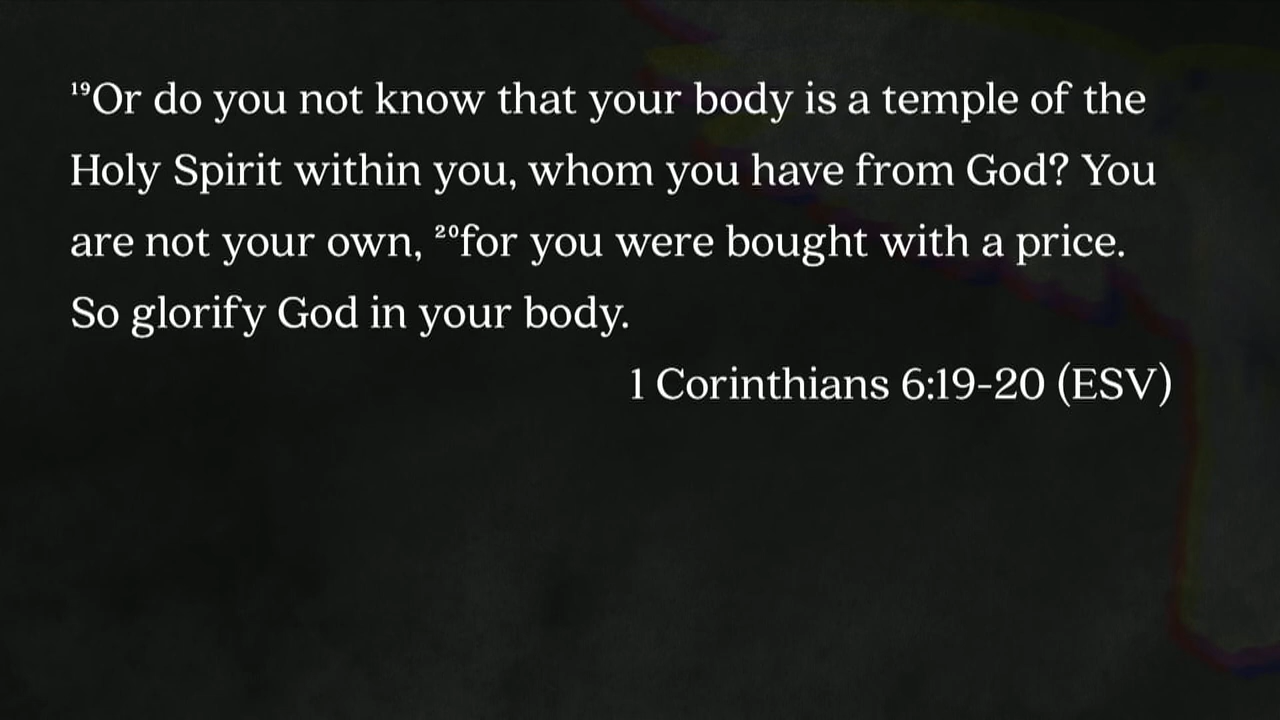 ¹⁹Or do you not know that your body is a temple of the
Holy Spirit within you, whom you have from God? You
are not your own, ²⁰for you were bought with a price.
So glorify God in your body.
1 Corinthians 6:19-20 (ESV)